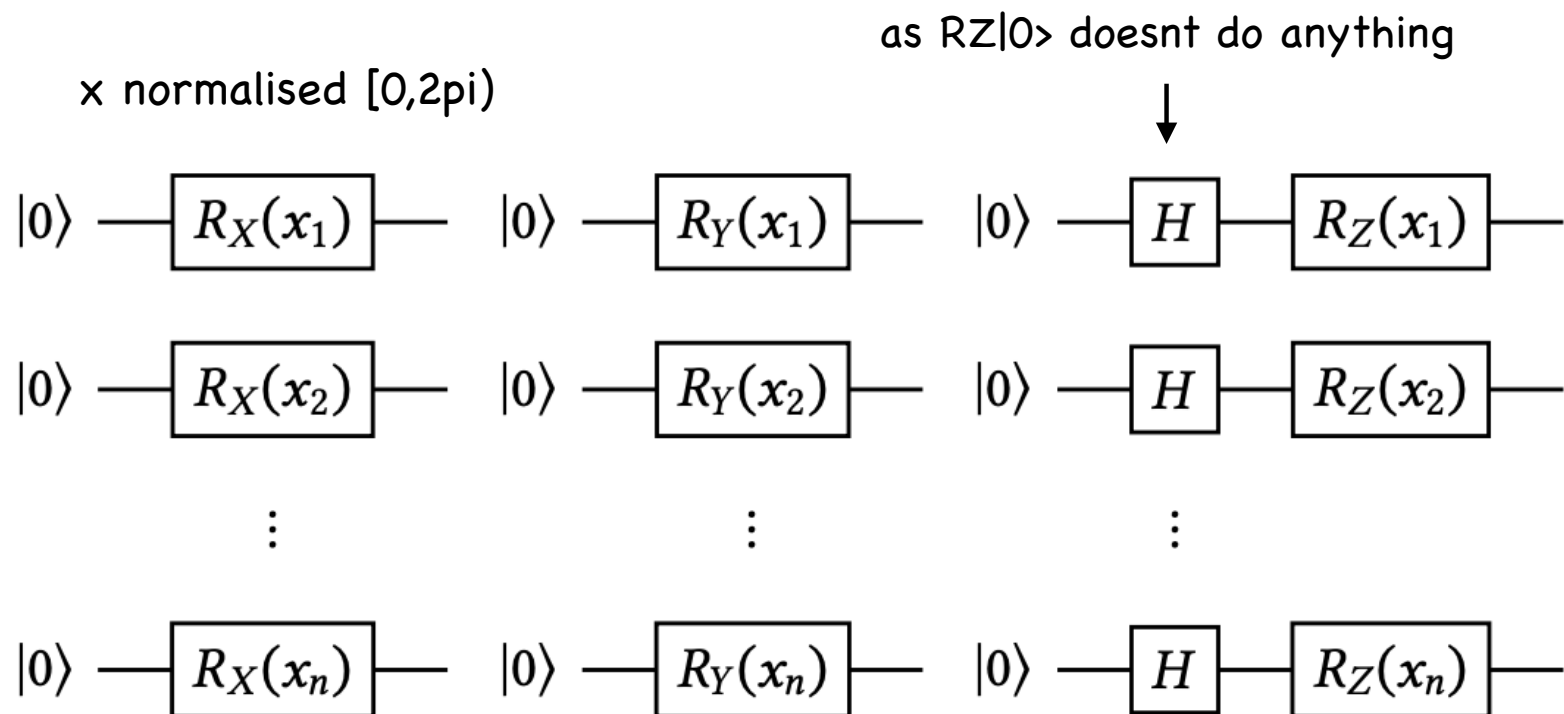 as RZ|0> doesnt do anything
x normalised [0,2pi)
|0⟩ R_X(x_1) |0⟩ R_Y(x_1) |0⟩ H R_Z(x_1)
|0⟩ R_X(x_2) |0⟩ R_Y(x_2) |0⟩ H R_Z(x_2)
⋮ ⋮ ⋮
|0⟩ R_X(x_n) |0⟩ R_Y(x_n) |0⟩ H R_Z(x_n)